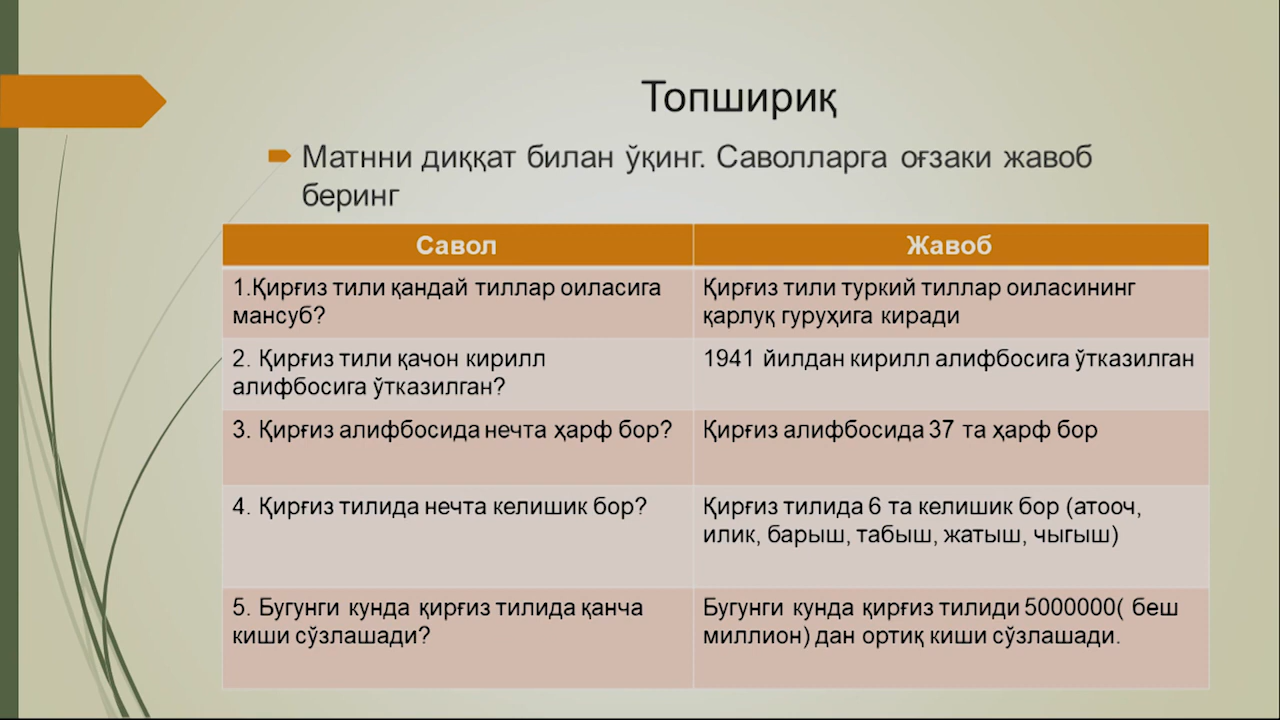 Топшириқ
Матнни диққат билан ўқинг. Саволларга оғзаки жавоб
беринг
Савол
Жавоб
1.Қирғиз тили қандай тиллар оиласига
мансуб?
Қирғиз тили туркий тиллар оиласининг
қарлуқ гуруҳига киради
2. Қирғиз тили қачон кирилл
алифбосига ўтказилган?
1941 йилдан кирилл алифбосига ўтказилган
3. Қирғиз алифбосида нечта ҳарф бор?
Қирғиз алифбосида 37 та ҳарф бор
4. Қирғиз тилида нечта келишик бор?
Қирғиз тилида 6 та келишик бор (атооч,
илик, барыш, табыш, жатыш, чыгыш)
5. Бугунги кунда қирғиз тилида қанча
киши сўзлашади?
Бугунги кунда қирғиз тилиди 5000000( беш
миллион) дан ортиқ киши сўзлашади.